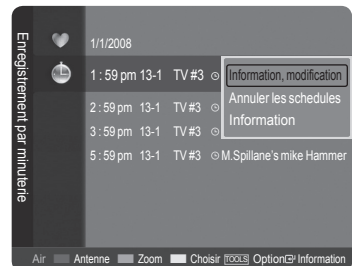 Enregistrement par minuterie
1/1/2008
1 : 59 pm 13-1 TV #3 Information, modification
Annuler les schedules
2 : 59 pm 13-1 TV #3 Information
3 : 59 pm 13-1 TV #3
5 : 59 pm 13-1 TV #3 M.Spillane's mike Hammer
Air Antenne Zoom Choisir TOOLS Option Information